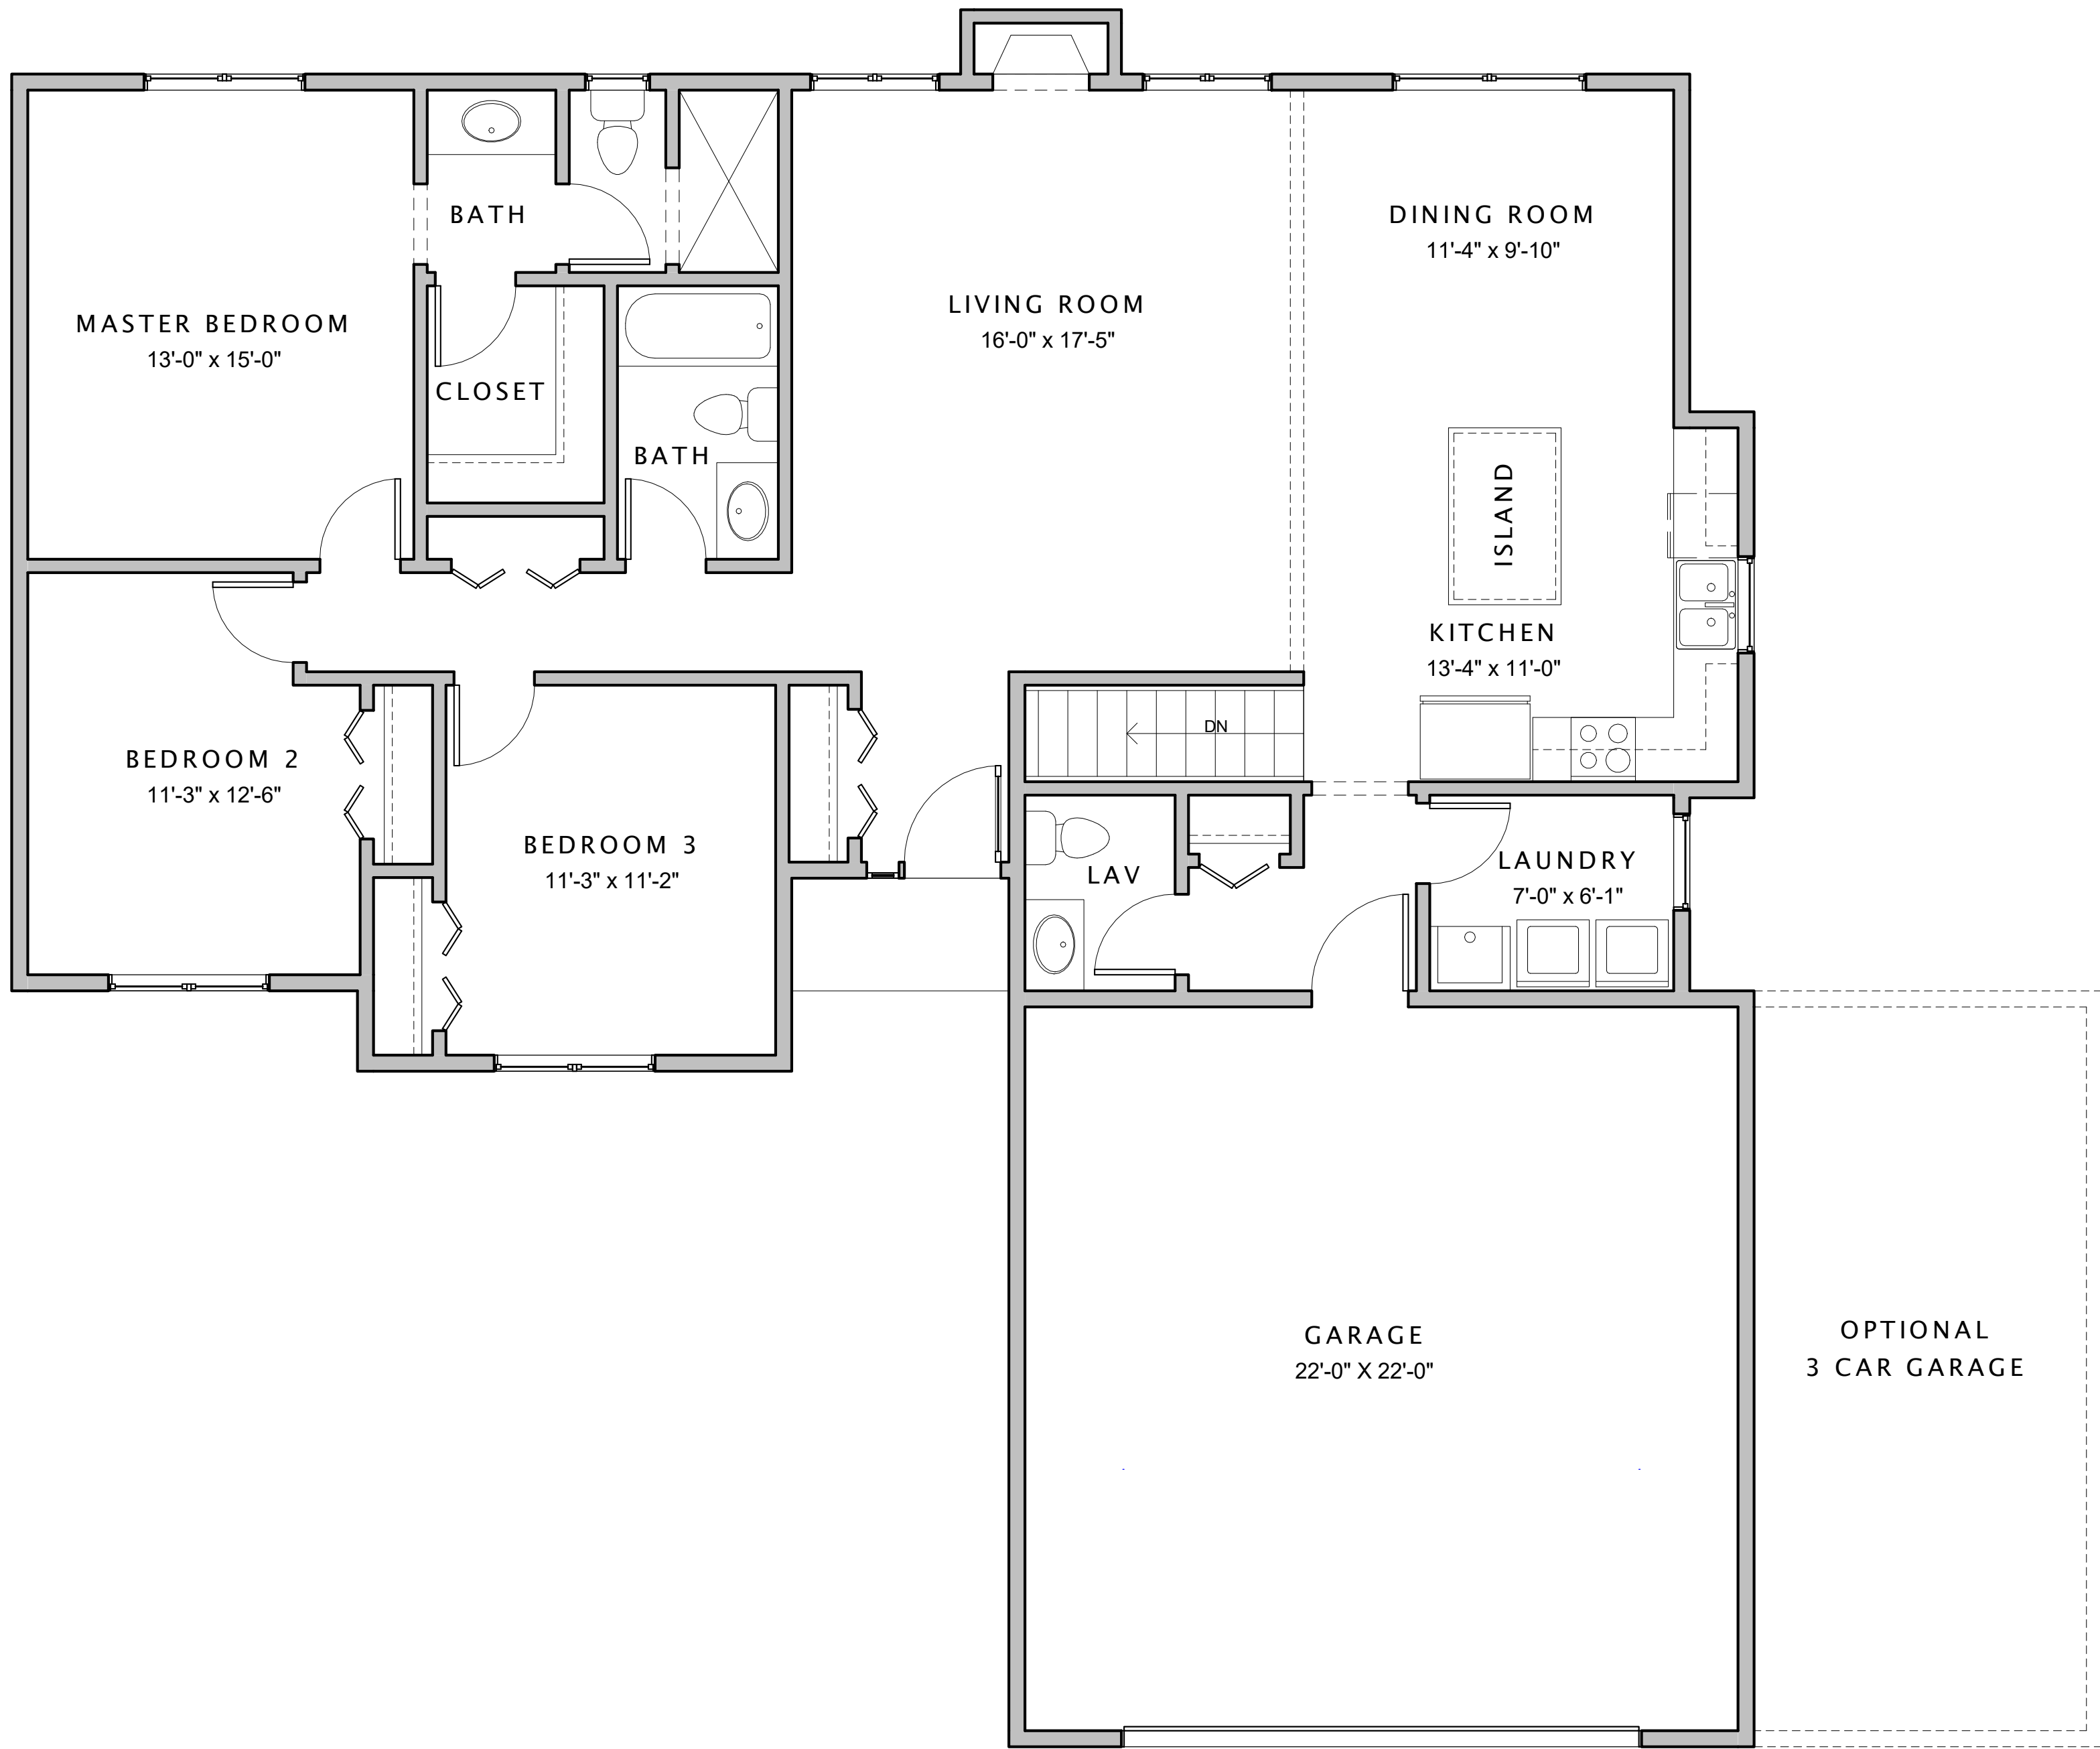 BATH
DINING ROOM
11'-4" x 9'-10"
LIVING ROOM
16'-0" x 17'-5"
MASTER BEDROOM
13'-0" x 15'-0"
CLOSET
BATH
ISLAND
KITCHEN
13'-4" x 11'-0"
DN
BEDROOM 2
11'-3" x 12'-6"
BEDROOM 3
11'-3" x 11'-2"
LAV
LAUNDRY
7'-0" x 6'-1"
GARAGE
22'-0" X 22'-0"
OPTIONAL
3 CAR GARAGE